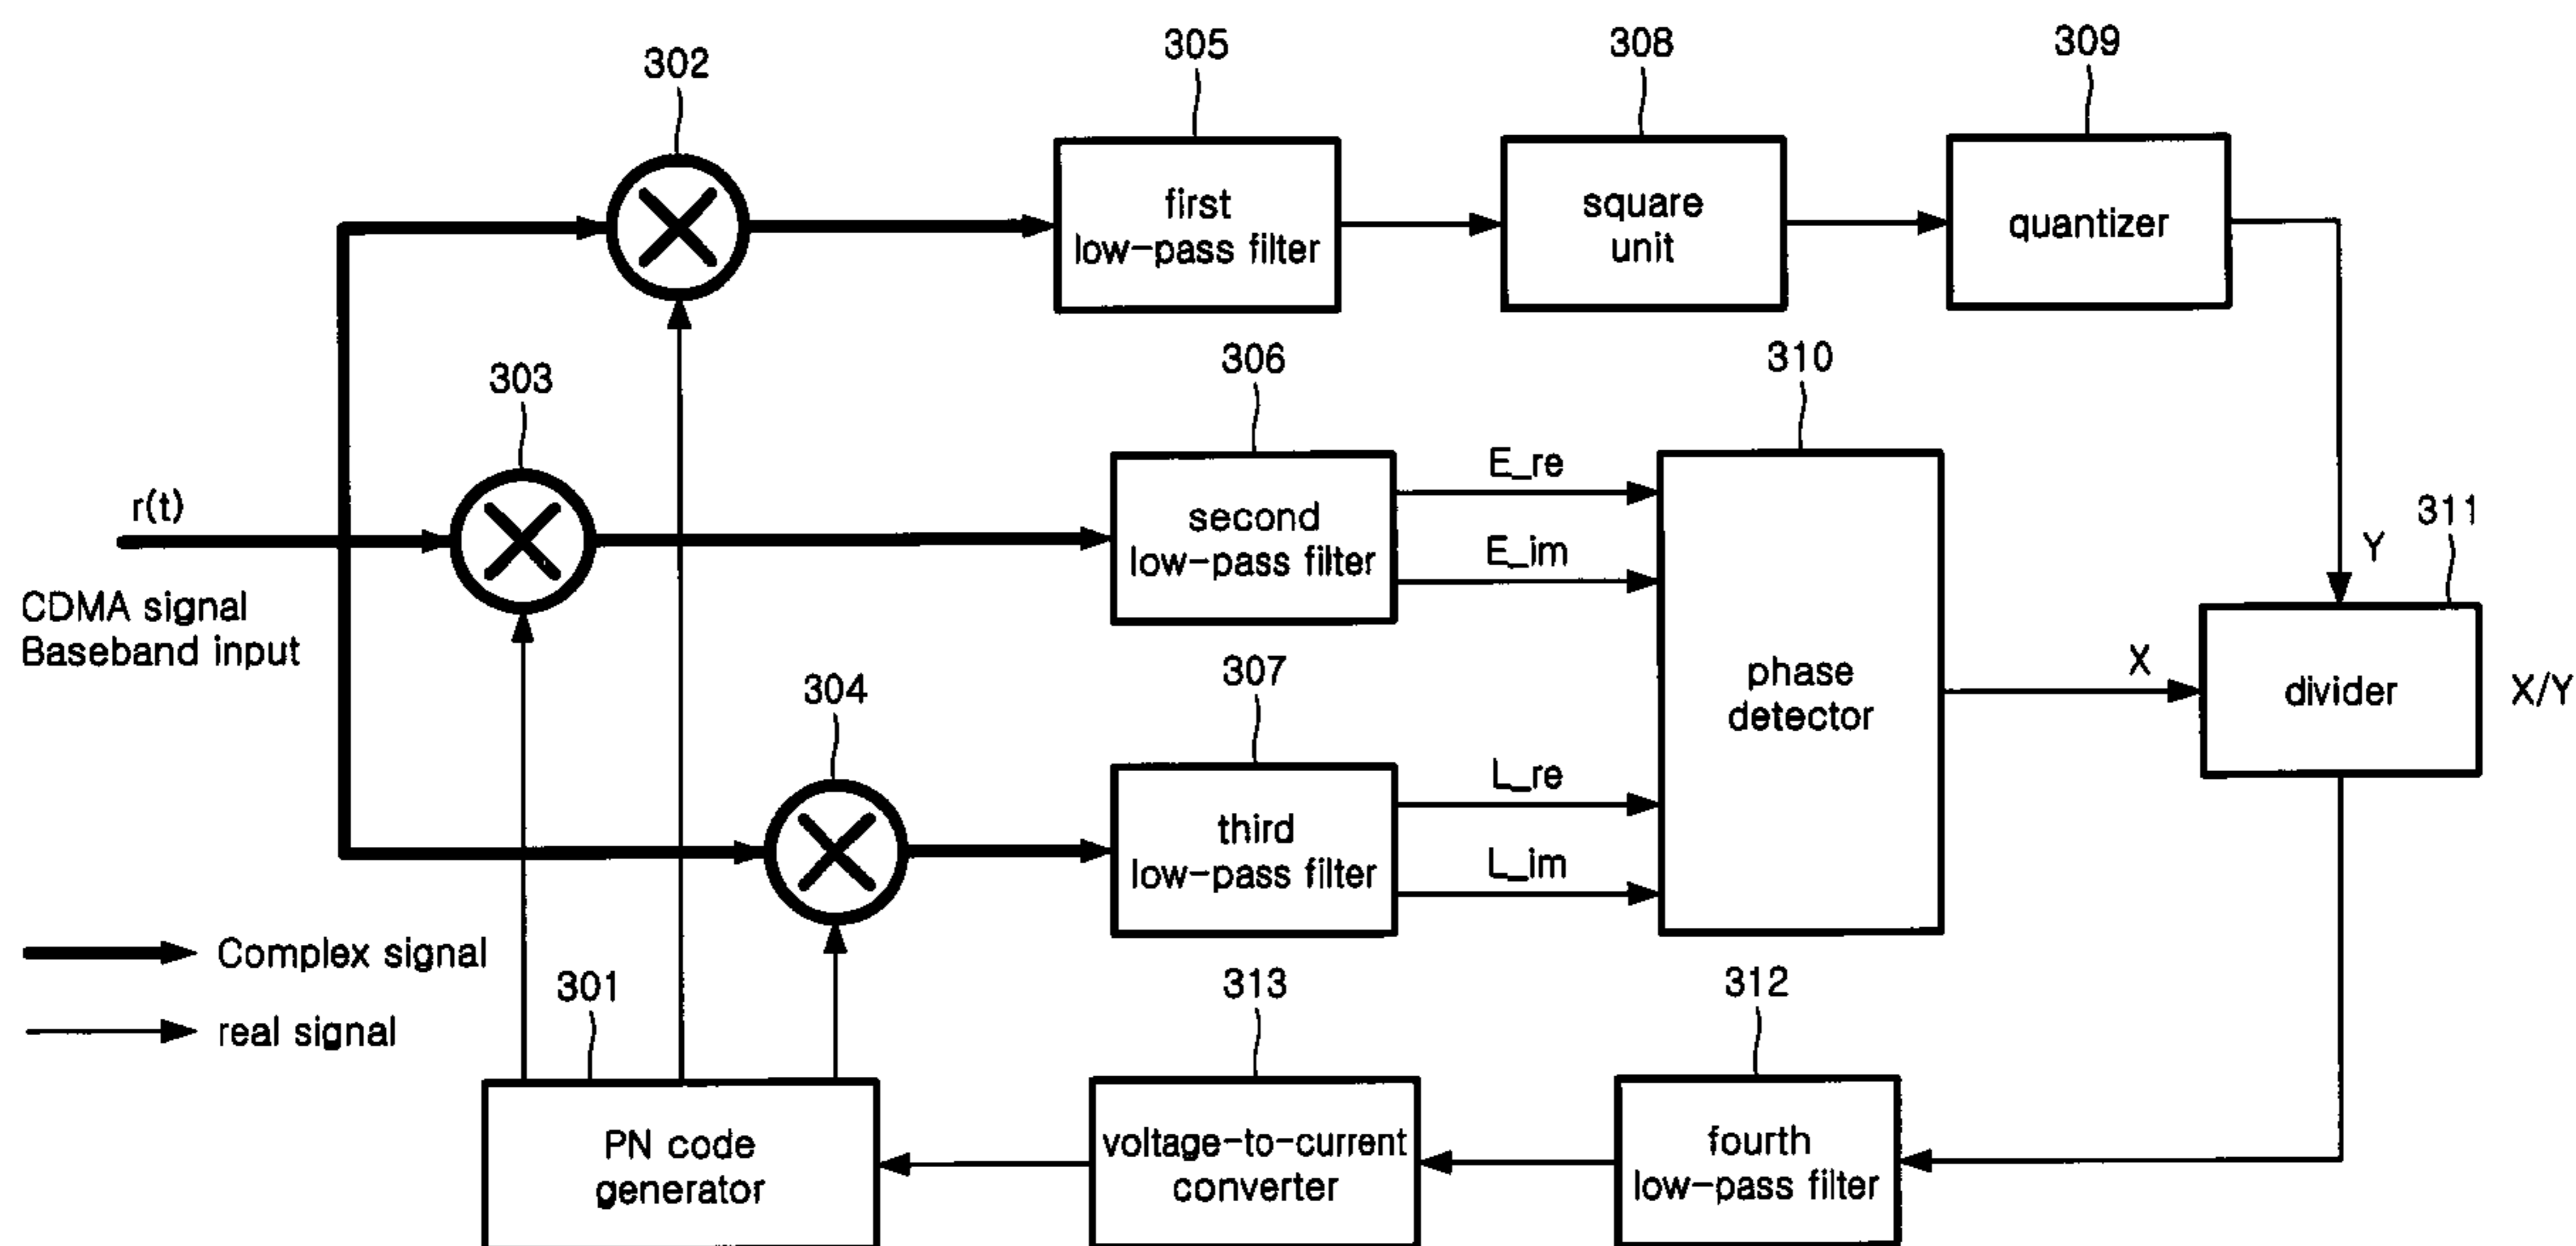 305
308
309
302
first
low-pass filter
square
unit
quantizer
303
306
310
r(t)
E_re
E_im
second
low-pass filter
311
Y
CDMA signal
Baseband input
304
307
phase
detector
X
divider
X/Y
L_re
L_im
third
low-pass filter
Complex signal
real signal
301
313
312
PN code
generator
voltage-to-current
converter
fourth
low-pass filter